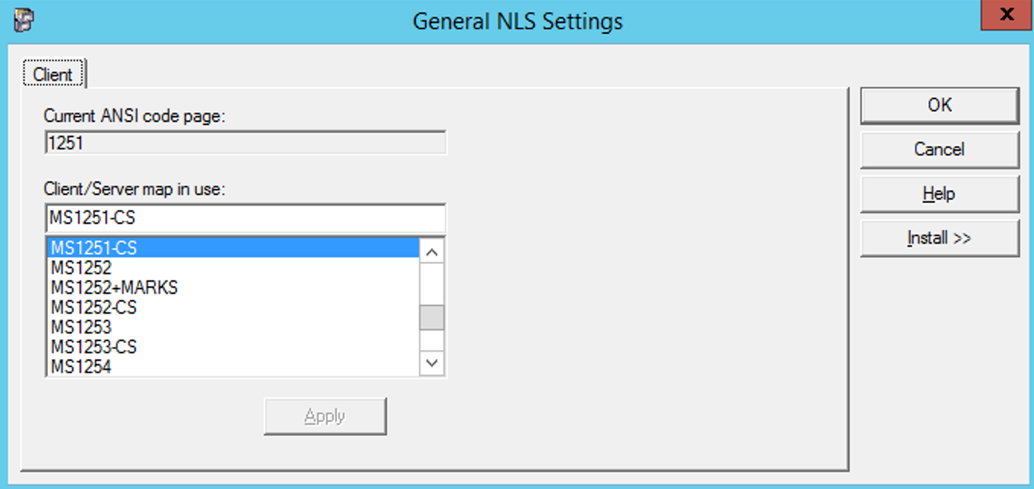 General NLS Settings
Client
Current ANSI code page:
1251
Client/Server map in use:
MS1251-CS
MS1251-CS
MS1252
MS1252+MARKS
MS1252-CS
MS1253
MS1253-CS
MS1254
Apply
OK
Cancel
Help
Install >>